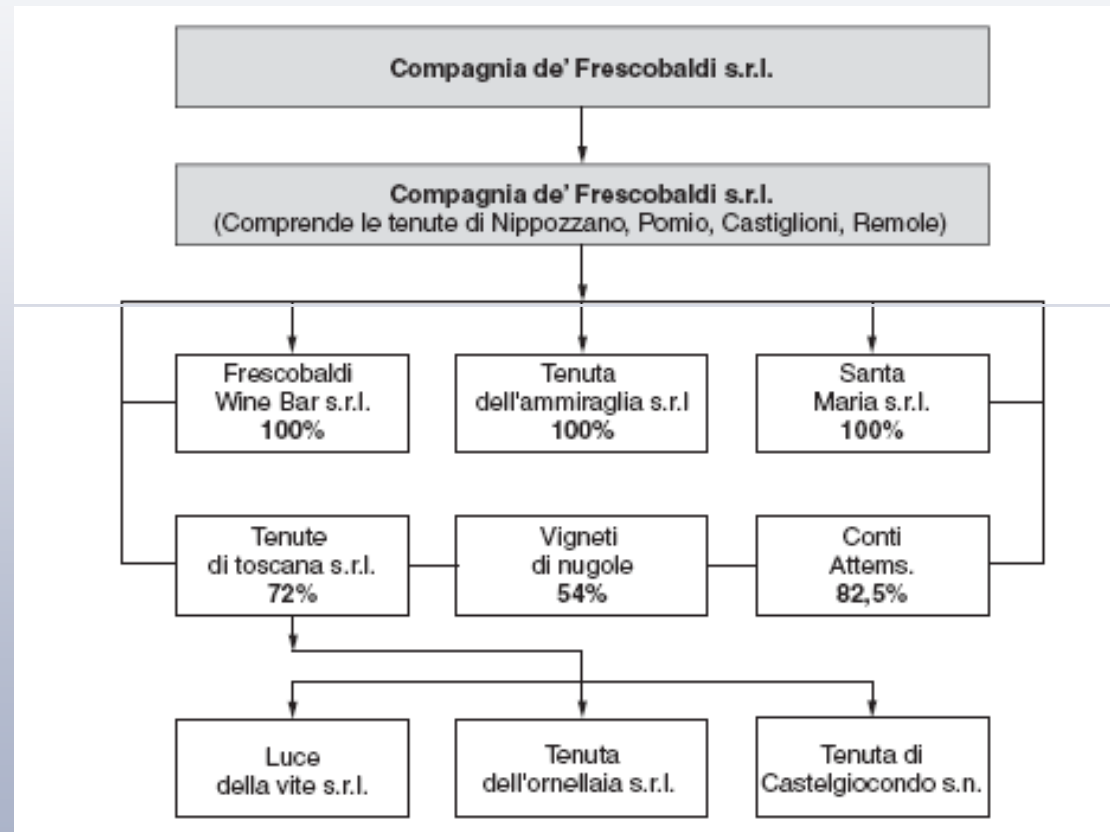 Compagnia de' Frescobaldi s.r.l.
Compagnia de' Frescobaldi s.r.l.
(Comprende le tenute di Nippozzano, Pomio, Castiglioni, Remole)
Frescobaldi
Wine Bar s.r.l.
100%
Tenuta
dell'ammiraglia s.r.l
100%
Santa
Maria s.r.l.
100%
Tenute
di toscana s.r.l.
72%
Vigneti
di nugole
54%
Conti
Attems.
82,5%
Luce
della vite s.r.l.
Tenuta
dell'ornellaia s.r.l.
Tenuta di
Castelgiocondo s.n.